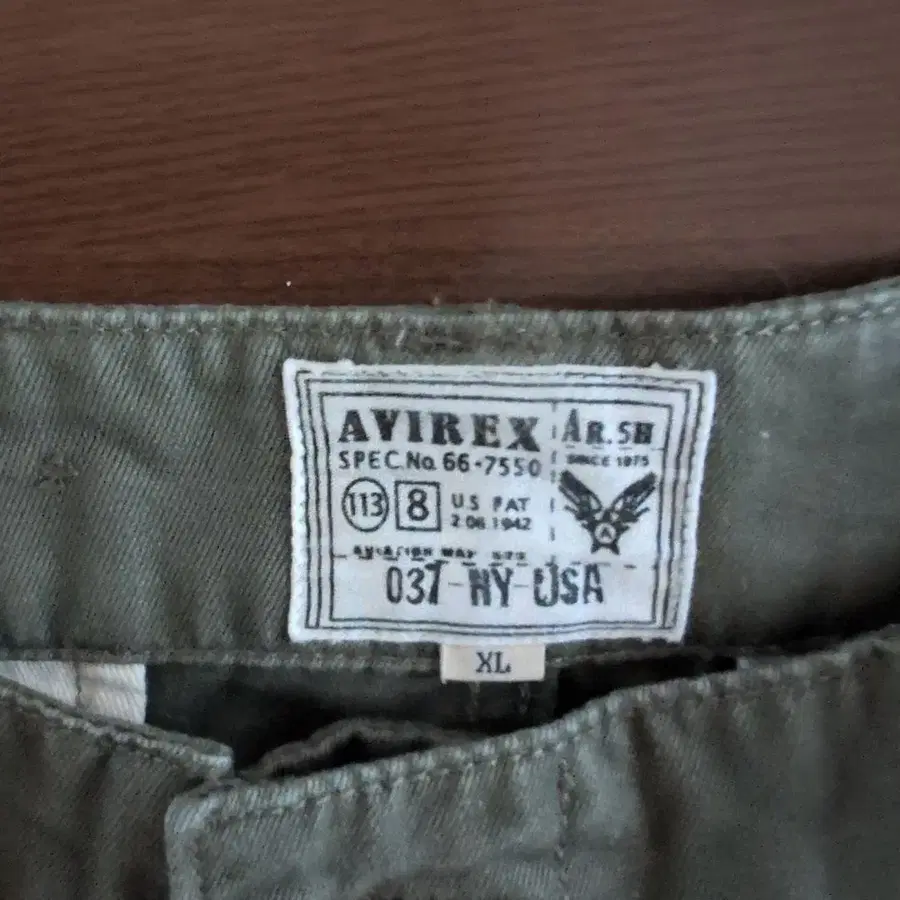 AVIREX
SPEC.No. 66-7550
113 8 U.S PAT
2.06.1942
AR.SH
SINCE 1975
A
037-NY-USA
XL